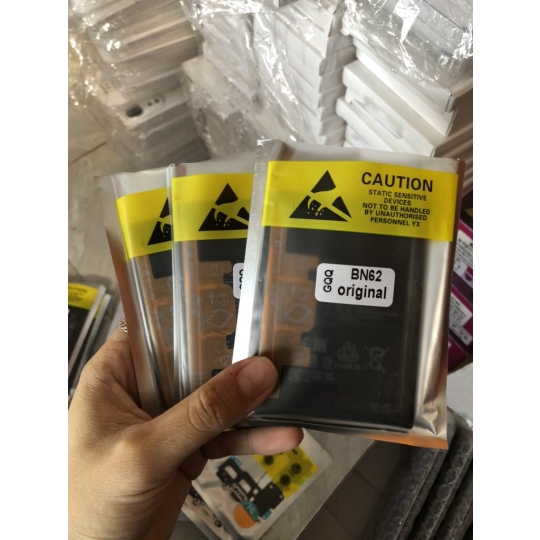 CAUTION
STATIC SENSITIVE
DEVICES
NOT TO BE HANDLED
BY UNAUTHORISED
PERSONNEL YX
GQQ
BN62
original